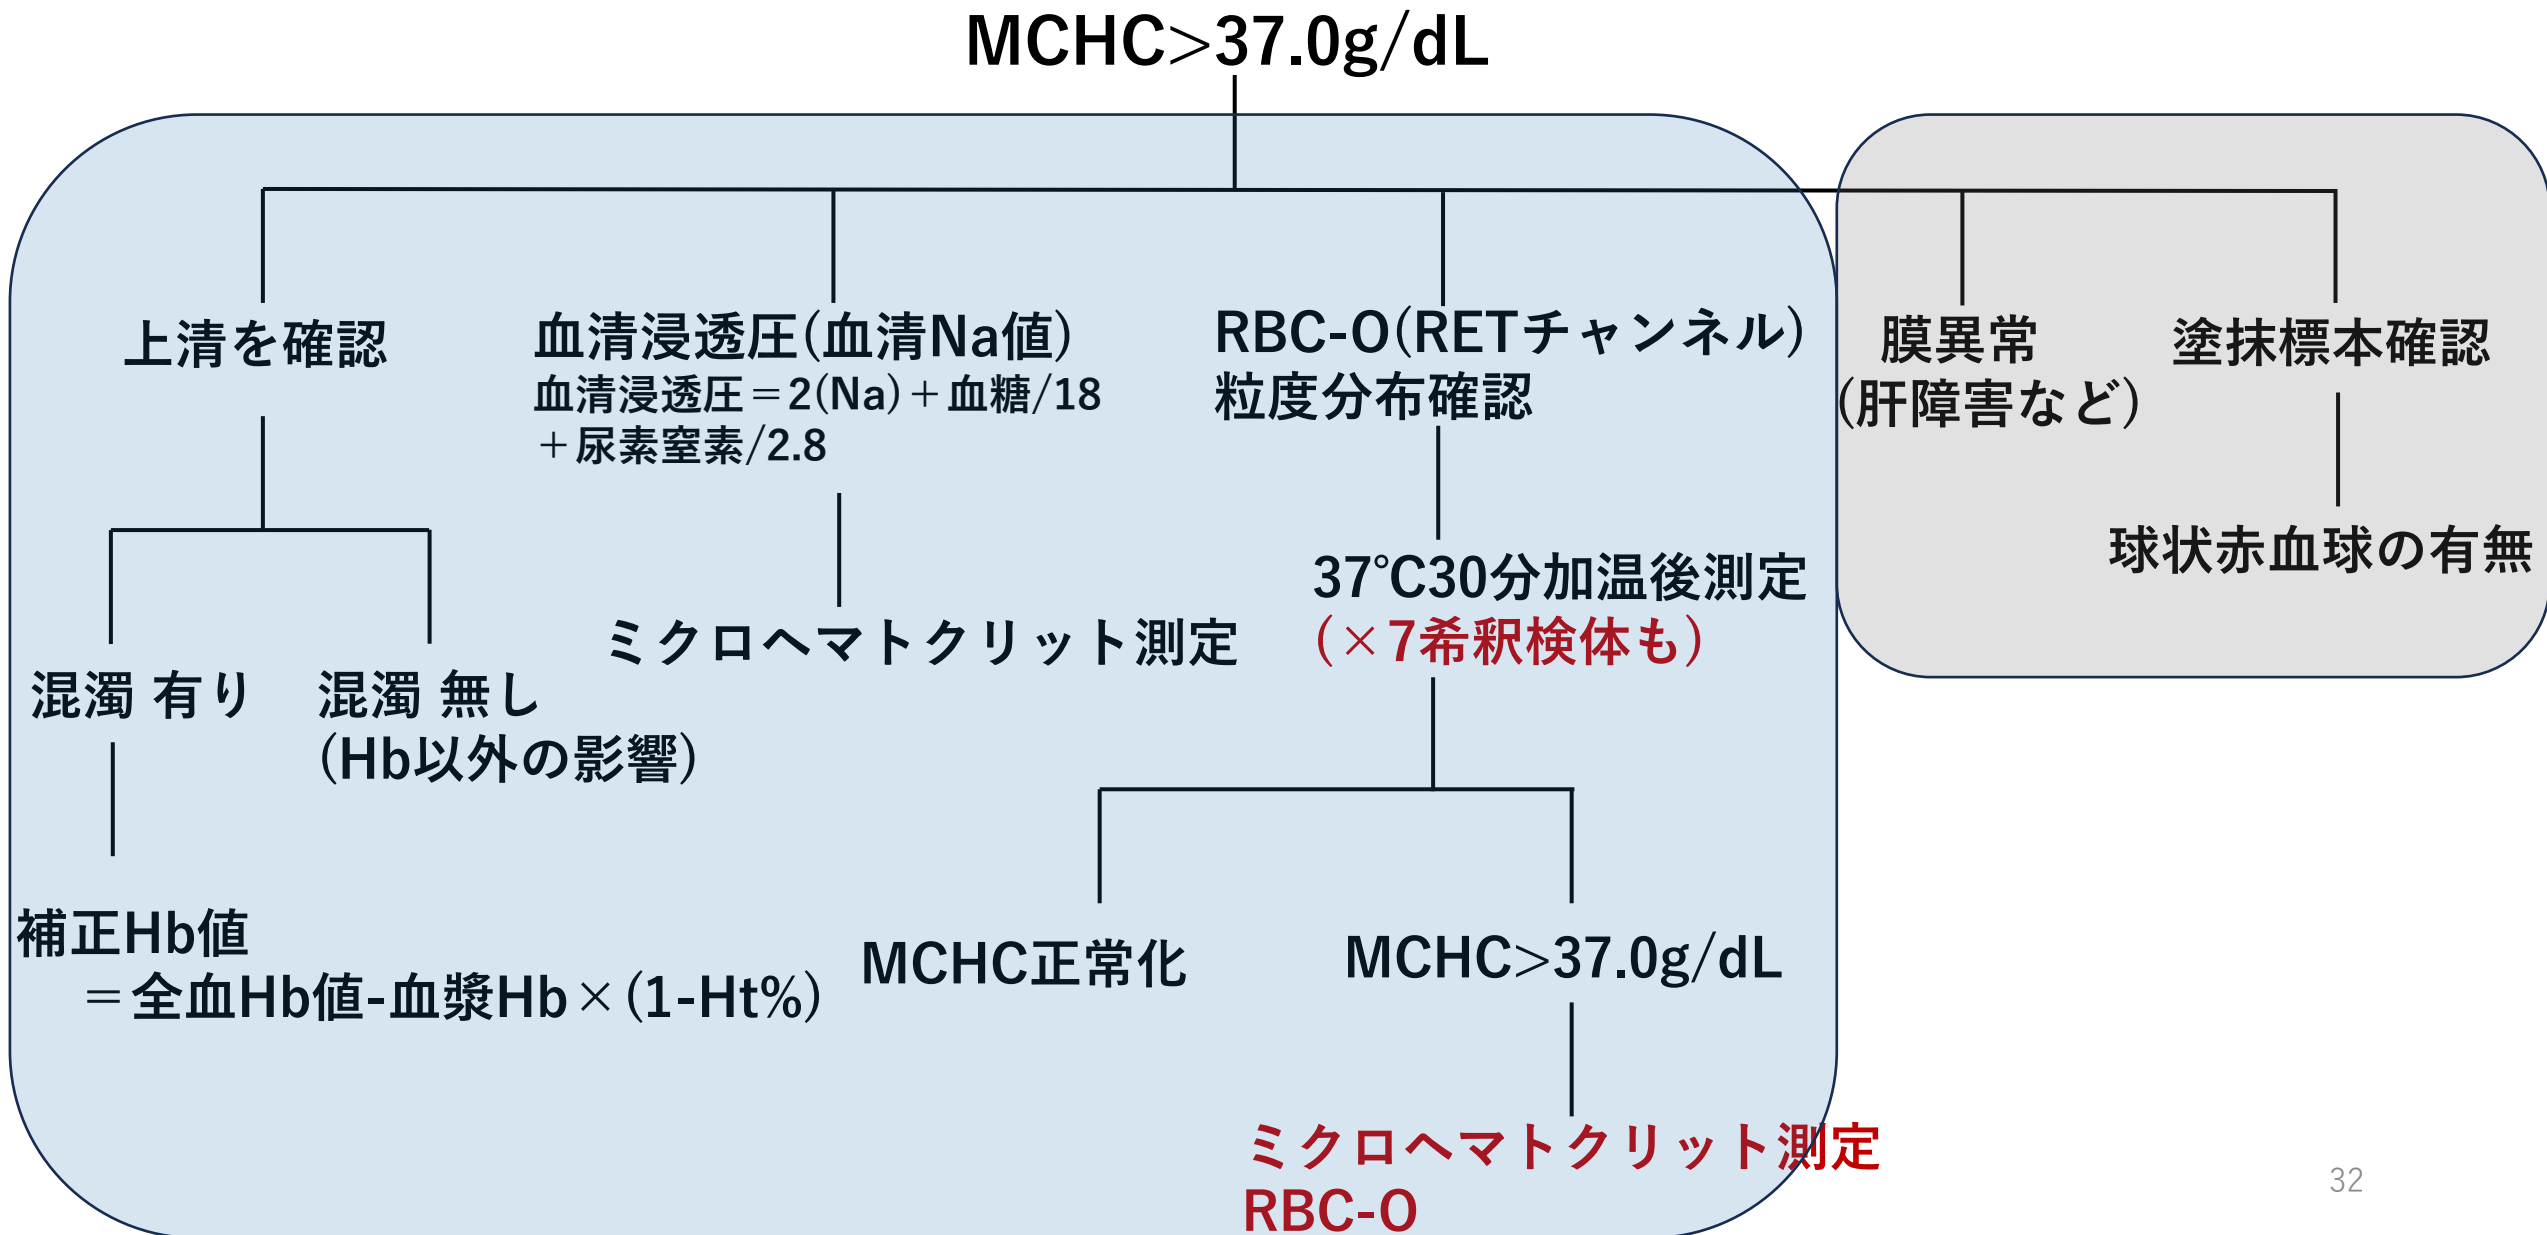 MCHC>37.0g/dL
上清を確認
血清浸透圧(血清Na値)
血清浸透圧＝2(Na)＋血糖/18
＋尿素窒素/2.8
RBC-O(RETチャンネル)
粒度分布確認
膜異常
(肝障害など)
塗抹標本確認
球状赤血球の有無
37℃30分加温後測定
(×7希釈検体も)
ミクロヘマトクリット測定
混濁 有り
混濁 無し
(Hb以外の影響)
補正Hb値
＝全血Hb値-血漿Hb×(1-Ht%)
MCHC正常化
MCHC>37.0g/dL
ミクロヘマトクリット測定
RBC-O
32